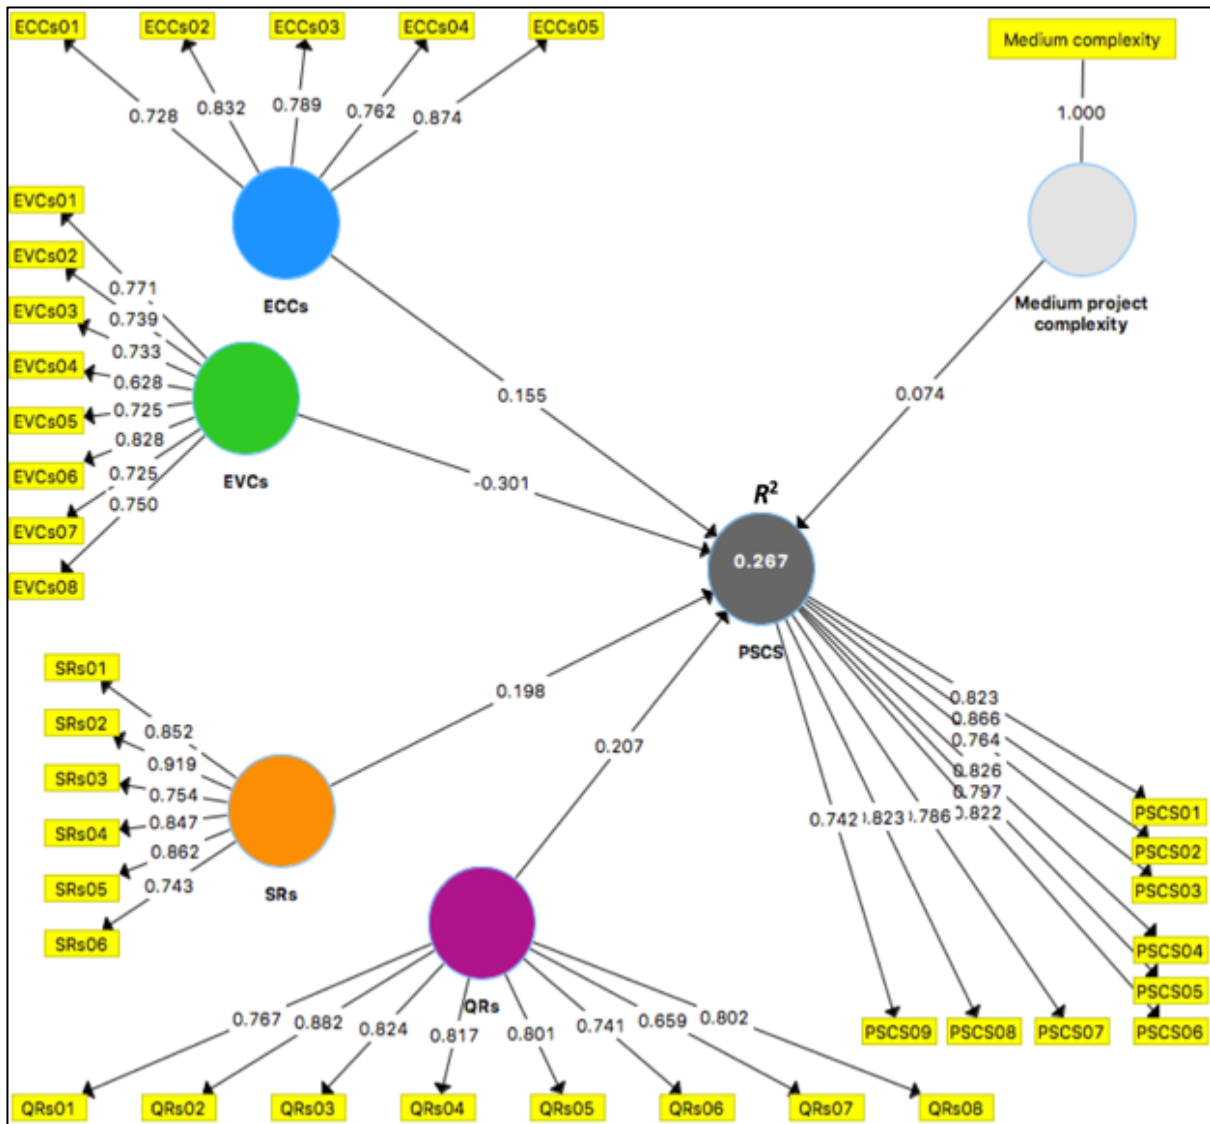 ECCs01
ECCs02
ECCs03
ECCs04
ECCs05
Medium complexity
0.728
0.832
0.789
0.762
0.874
1.000
EVCs01
EVCs02
EVCs03
EVCs04
EVCs05
EVCs06
EVCs07
EVCs08
0.771
0.739
0.733
0.628
0.725
0.828
0.725
0.750
ECCs
EVCs
Medium project
complexity
0.155
0.074
-0.301
R²
0.267
PSCS
SRs01
SRs02
SRs03
SRs04
SRs05
SRs06
0.852
0.919
0.754
0.847
0.862
0.743
SRs
0.198
0.207
QRs
0.823
0.866
0.764
0.826
0.797
0.822
0.742
0.823
0.786
PSCS01
PSCS02
PSCS03
PSCS04
PSCS05
PSCS06
PSCS09
PSCS08
PSCS07
0.767
0.882
0.824
0.817
0.801
0.741
0.659
0.802
QRs01
QRs02
QRs03
QRs04
QRs05
QRs06
QRs07
QRs08